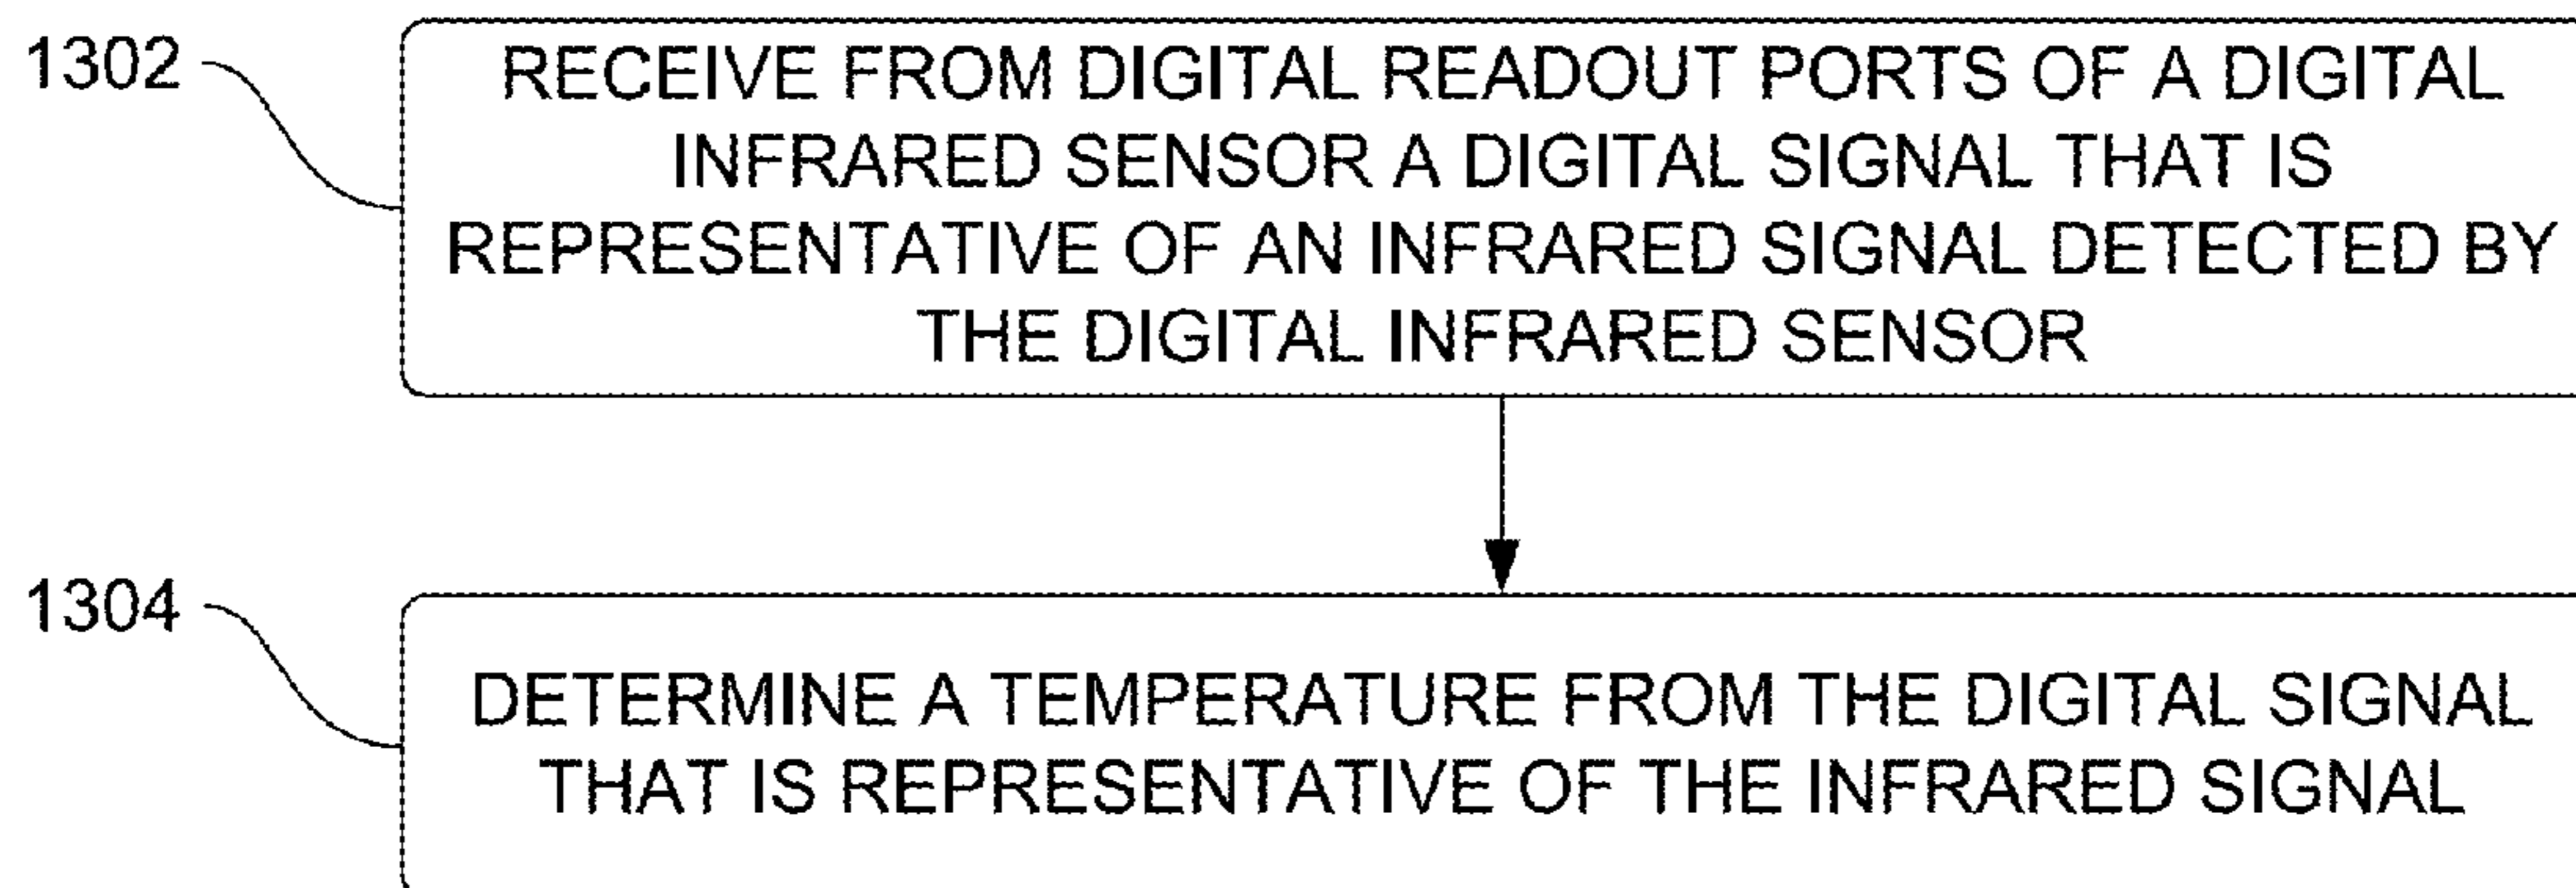 1302
RECEIVE FROM DIGITAL READOUT PORTS OF A DIGITAL
INFRARED SENSOR A DIGITAL SIGNAL THAT IS
REPRESENTATIVE OF AN INFRARED SIGNAL DETECTED BY
THE DIGITAL INFRARED SENSOR
1304
DETERMINE A TEMPERATURE FROM THE DIGITAL SIGNAL
THAT IS REPRESENTATIVE OF THE INFRARED SIGNAL